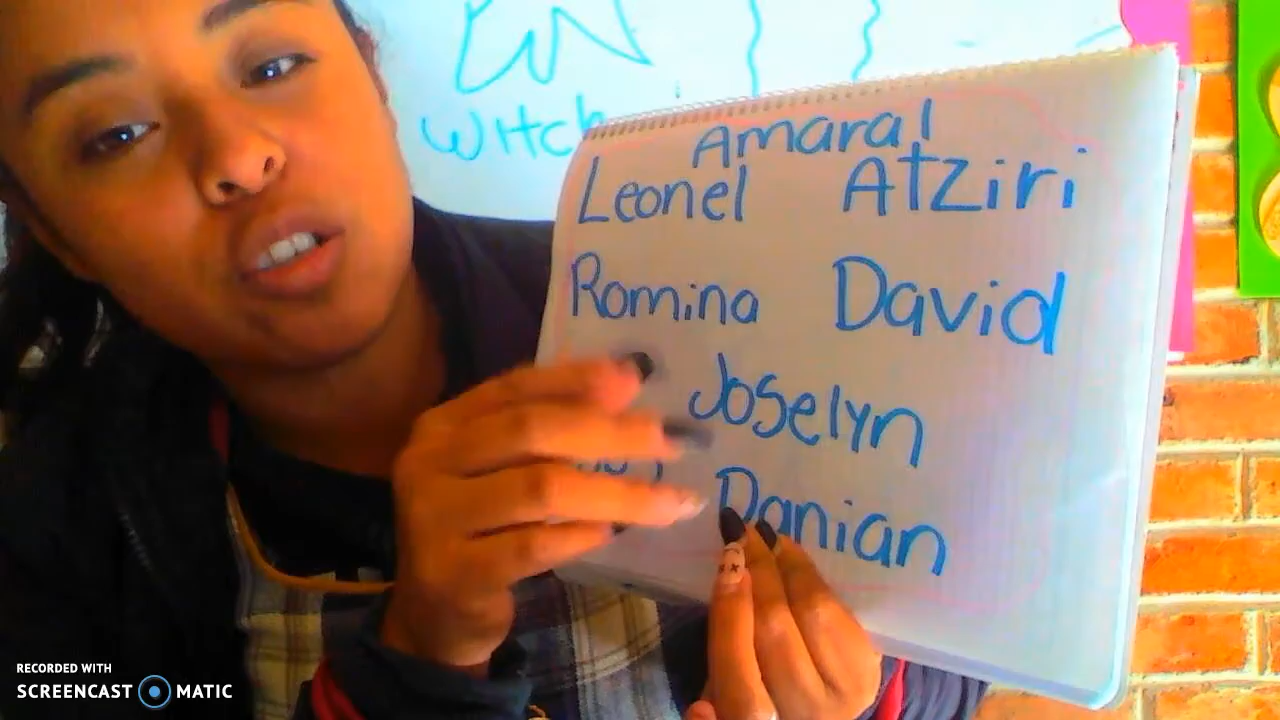 witch
Amaral
Leonel Atziri
Romina David
Joselyn
Danian
RECORDED WITH
SCREENCAST MATIC